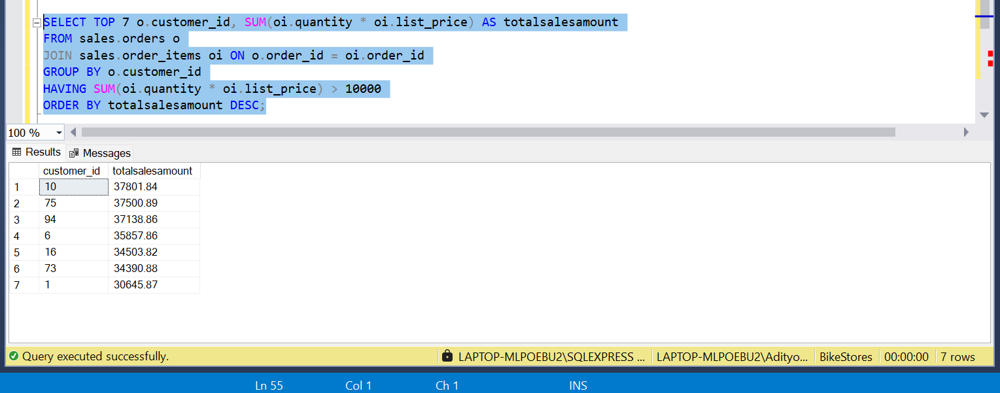 SELECT TOP 7 o.customer_id, SUM(oi.quantity * oi.list_price) AS totalsalesamount
FROM sales.orders o
JOIN sales.order_items oi ON o.order_id = oi.order_id
GROUP BY o.customer_id
HAVING SUM(oi.quantity * oi.list_price) > 10000
ORDER BY totalsalesamount DESC;
100 %
Results Messages
customer_id totalsalesamount
1 10 37801.84
2 75 37500.89
3 94 37138.86
4 6 35857.86
5 16 34503.82
6 73 34390.88
7 1 30645.87
Query executed successfully. LAPTOP-MLPOEBU2\SQLEXPRESS ... LAPTOP-MLPOEBU2\Adityo... BikeStores 00:00:00 7 rows
Ln 55 Col 1 Ch 1 INS